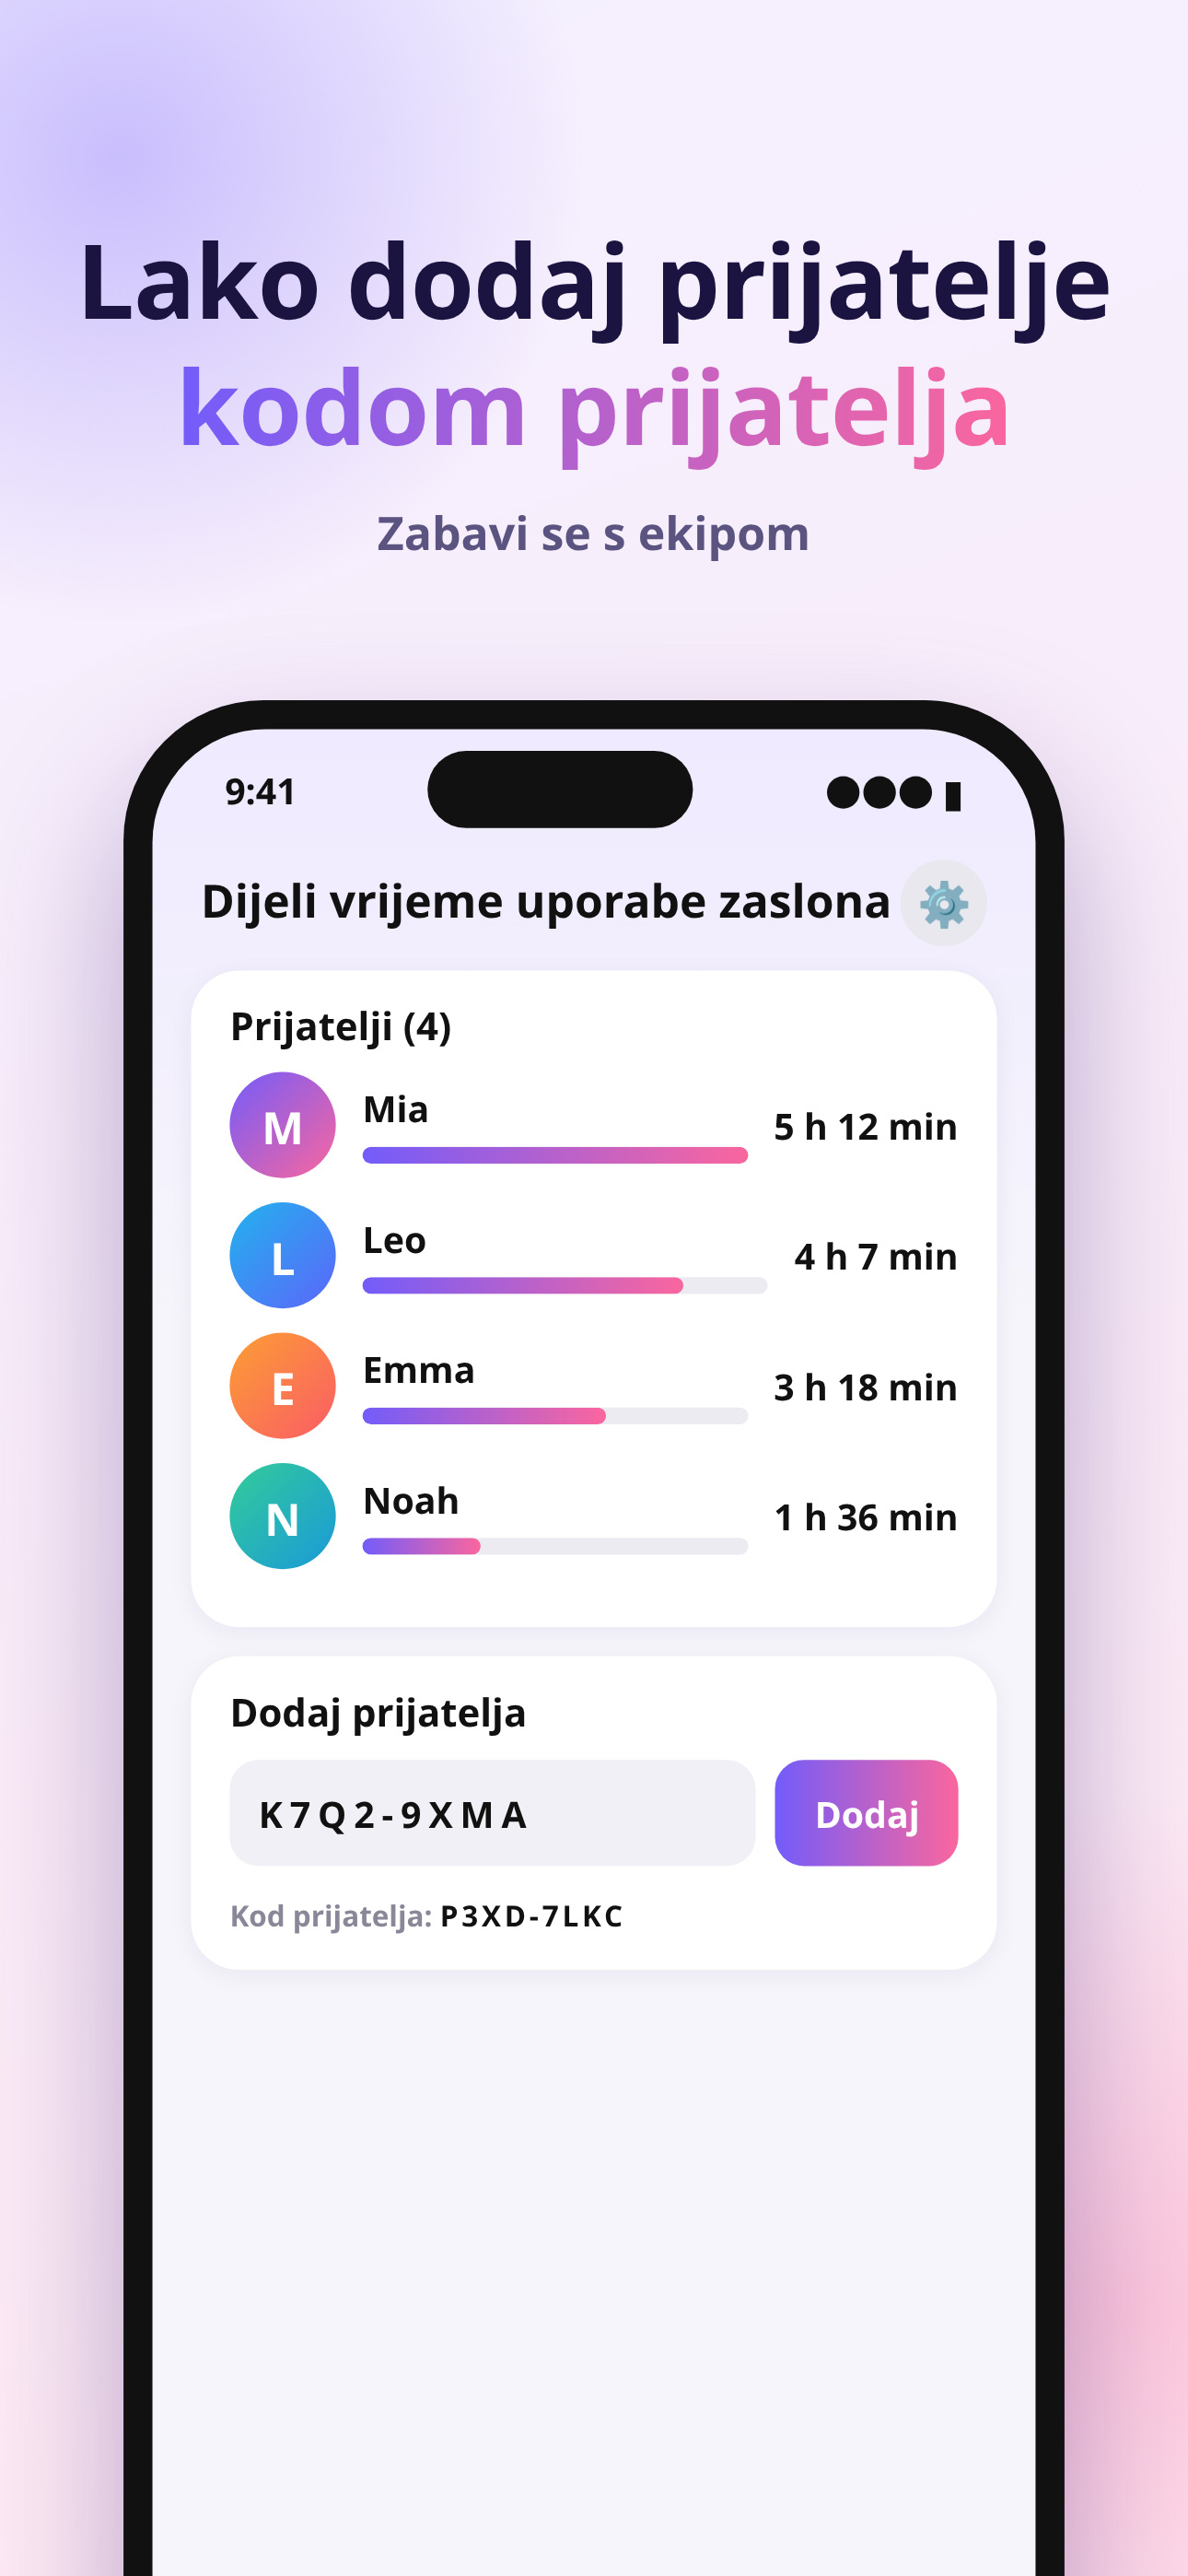 Lako dodaj prijatelje
kodom prijatelja
Zabavi se s ekipom
9:41
Dijeli vrijeme uporabe zaslona
Prijatelji (4)
M
Mia
5 h 12 min
L
Leo
4 h 7 min
E
Emma
3 h 18 min
N
Noah
1 h 36 min
Dodaj prijatelja
K7Q2-9XMA
Dodaj
Kod prijatelja: P3XD-7LKC